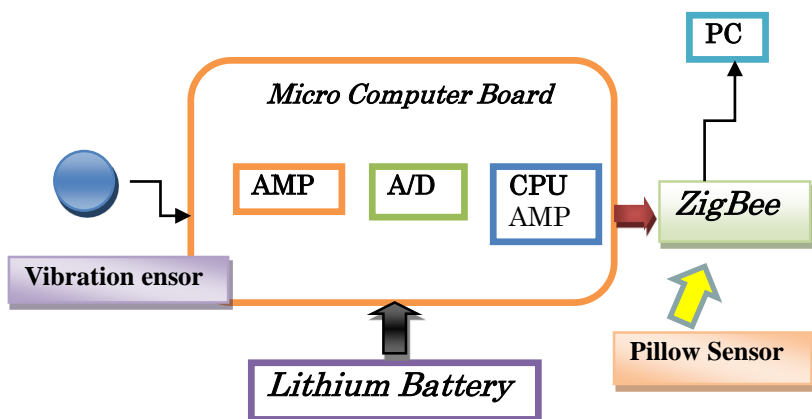 PC
Micro Computer Board
AMP
A/D
CPU
AMP
ZigBee
Vibration ensor
Pillow Sensor
Lithium Battery